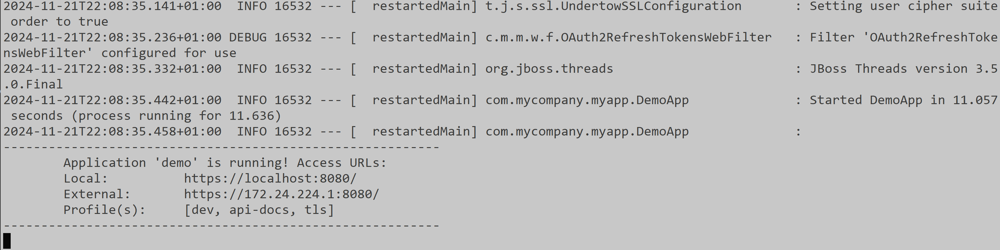 2024-11-21T22:08:35.141+01:00  INFO 16532 --- [  restartedMain] t.j.s.ssl.UndertowSSLConfiguration       : Setting user cipher suite
 order to true
2024-11-21T22:08:35.236+01:00 DEBUG 16532 --- [  restartedMain] c.m.m.w.f.OAuth2RefreshTokensWebFilter   : Filter 'OAuth2RefreshToke
nsWebFilter' configured for use
2024-11-21T22:08:35.332+01:00  INFO 16532 --- [  restartedMain] org.jboss.threads                        : JBoss Threads version 3.5
.0.Final
2024-11-21T22:08:35.442+01:00  INFO 16532 --- [  restartedMain] com.mycompany.myapp.DemoApp              : Started DemoApp in 11.057
 seconds (process running for 11.636)
2024-11-21T22:08:35.458+01:00  INFO 16532 --- [  restartedMain] com.mycompany.myapp.DemoApp              :
----------------------------------------------------------
        Application 'demo' is running! Access URLs:
        Local:          https://localhost:8080/
        External:       https://172.24.224.1:8080/
        Profile(s):     [dev, api-docs, tls]
----------------------------------------------------------